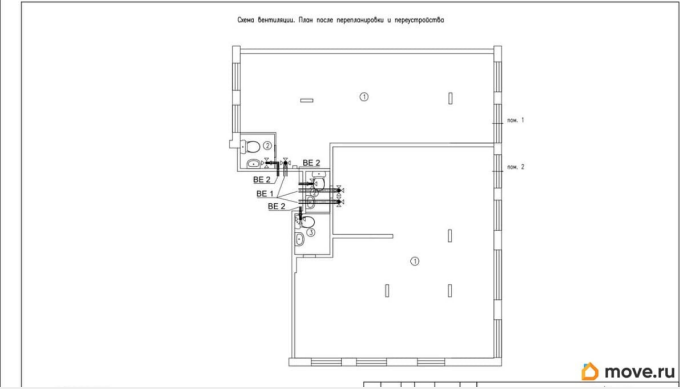 Схема вентиляции. План после перепланировки и переустройства
1
пом. 1
2
ВЕ 2
пом. 2
ВЕ 2
ВЕ 1
ВЕ 2
3
1
move.ru